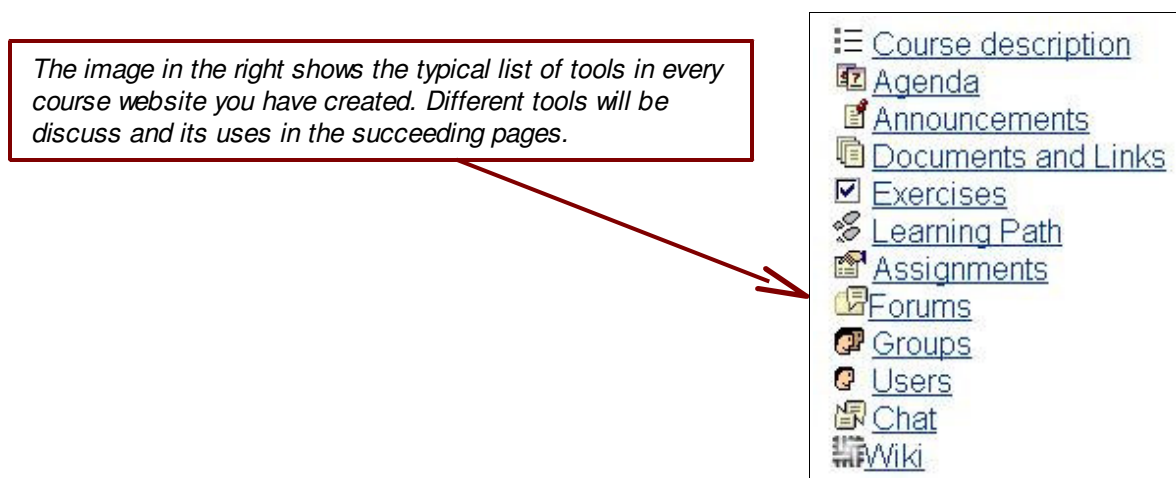 The image in the right shows the typical list of tools in every
course website you have created. Different tools will be
discuss and its uses in the succeeding pages.
Course description
Agenda
Announcements
Documents and Links
Exercises
Learning Path
Assignments
Forums
Groups
Users
Chat
Wiki